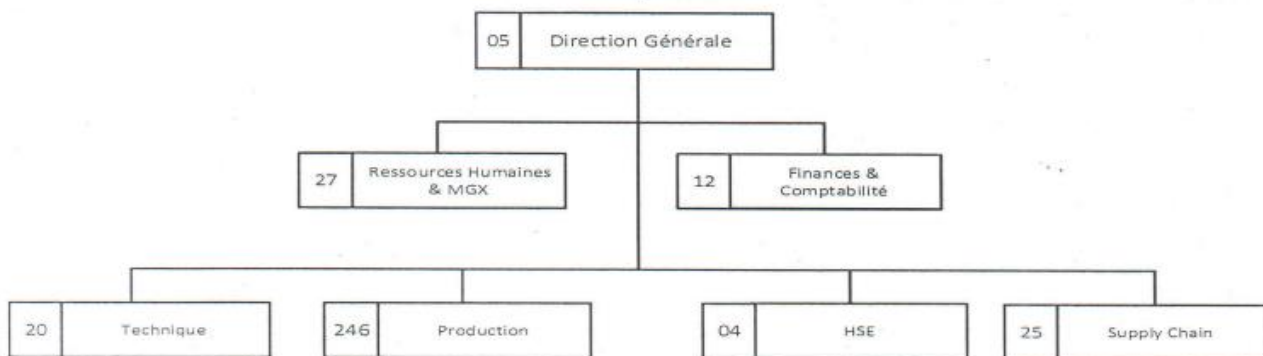 05 Direction Générale
27 Ressources Humaines
& MGX
12 Finances &
Comptabilité
20 Technique
246 Production
04 HSE
25 Supply Chain